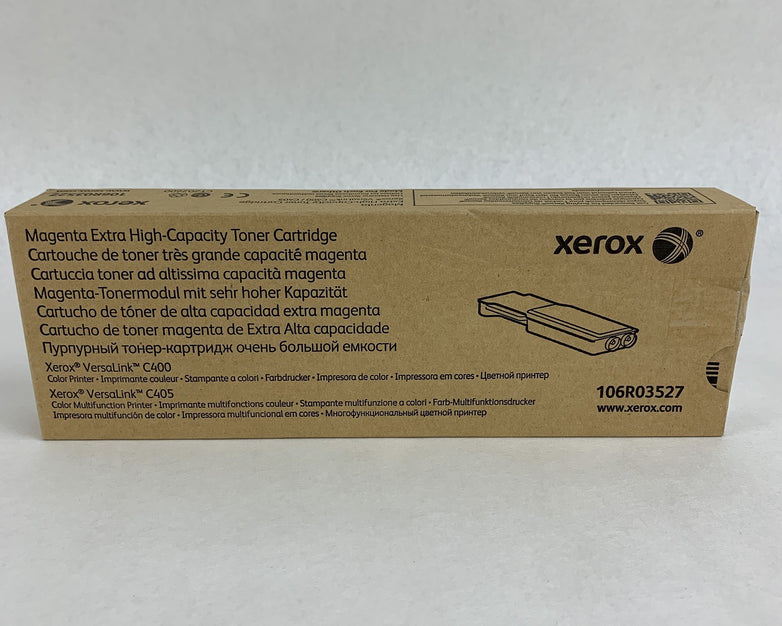 106R03527
xerox
Magenta Extra High-Capacity Toner Cartridge
Cartouche de toner très grande capacité magenta
Cartuccia toner ad altissima capacità magenta
Magenta-Tonermodul mit sehr hoher Kapazität
Cartucho de tóner de alta capacidad extra magenta
Cartucho de toner magenta de Extra Alta capacidade
Пурпурный тонер-картридж очень большой емкости
Xerox® VersaLink™ C400
Color Printer • Imprimante couleur • Stampante a colori • Farbdrucker • Impresora de color • Impressora em cores • Цветной принтер
Xerox® VersaLink™ C405
Color Multifunction Printer • Imprimante multifonctions couleur • Stampante multifunzione a colori • Farb-Multifunktionsdrucker
Impresora multifunción de color • Impressora multifuncional em cores • Многофункциональный цветной принтер
xerox ®
106R03527
www.xerox.com